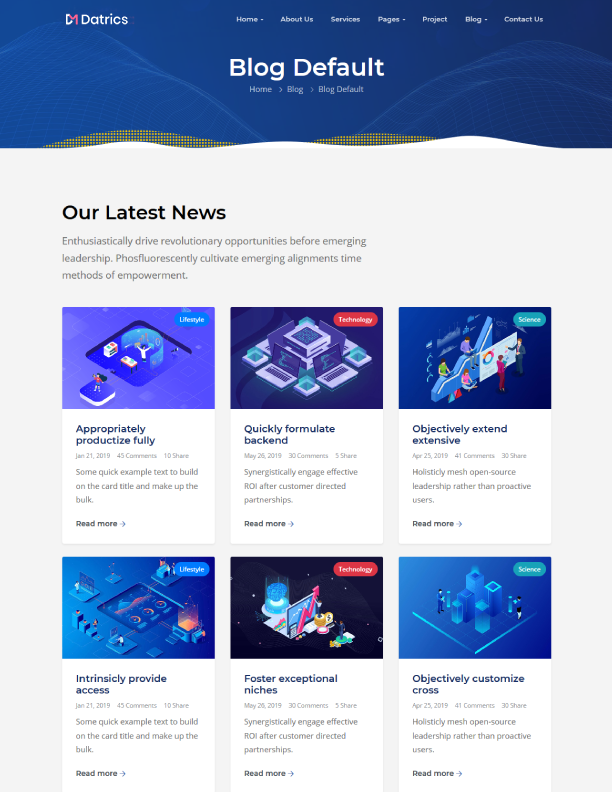 Datrics
Home About Us Services Pages Project Blog Contact Us
Blog Default
Home Blog Blog Default
Our Latest News
Enthusiastically drive revolutionary opportunities before emerging
leadership. Phosfluorescently cultivate emerging alignments time
methods of empowerment.
Lifestyle
Appropriately
productize fully
Jan 21, 2019 45 Comments 10 Share
Some quick example text to build
on the card title and make up the
bulk.
Read more →
Technology
Quickly formulate
backend
May 26, 2019 30 Comments 5 Share
Synergistically engage effective
ROI after customer directed
partnerships.
Read more →
Science
Objectively extend
extensive
Apr 25, 2019 41 Comments 30 Share
Holisticly mesh open-source
leadership rather than proactive
users.
Read more →
Lifestyle
Intrinsicly provide
access
Jan 21, 2019 45 Comments 10 Share
Some quick example text to build
on the card title and make up the
bulk.
Read more →
Technology
Foster exceptional
niches
May 26, 2019 30 Comments 5 Share
Synergistically engage effective
ROI after customer directed
partnerships.
Read more →
Science
Objectively customize
cross
Apr 25, 2019 41 Comments 30 Share
Holisticly mesh open-source
leadership rather than proactive
users.
Read more →